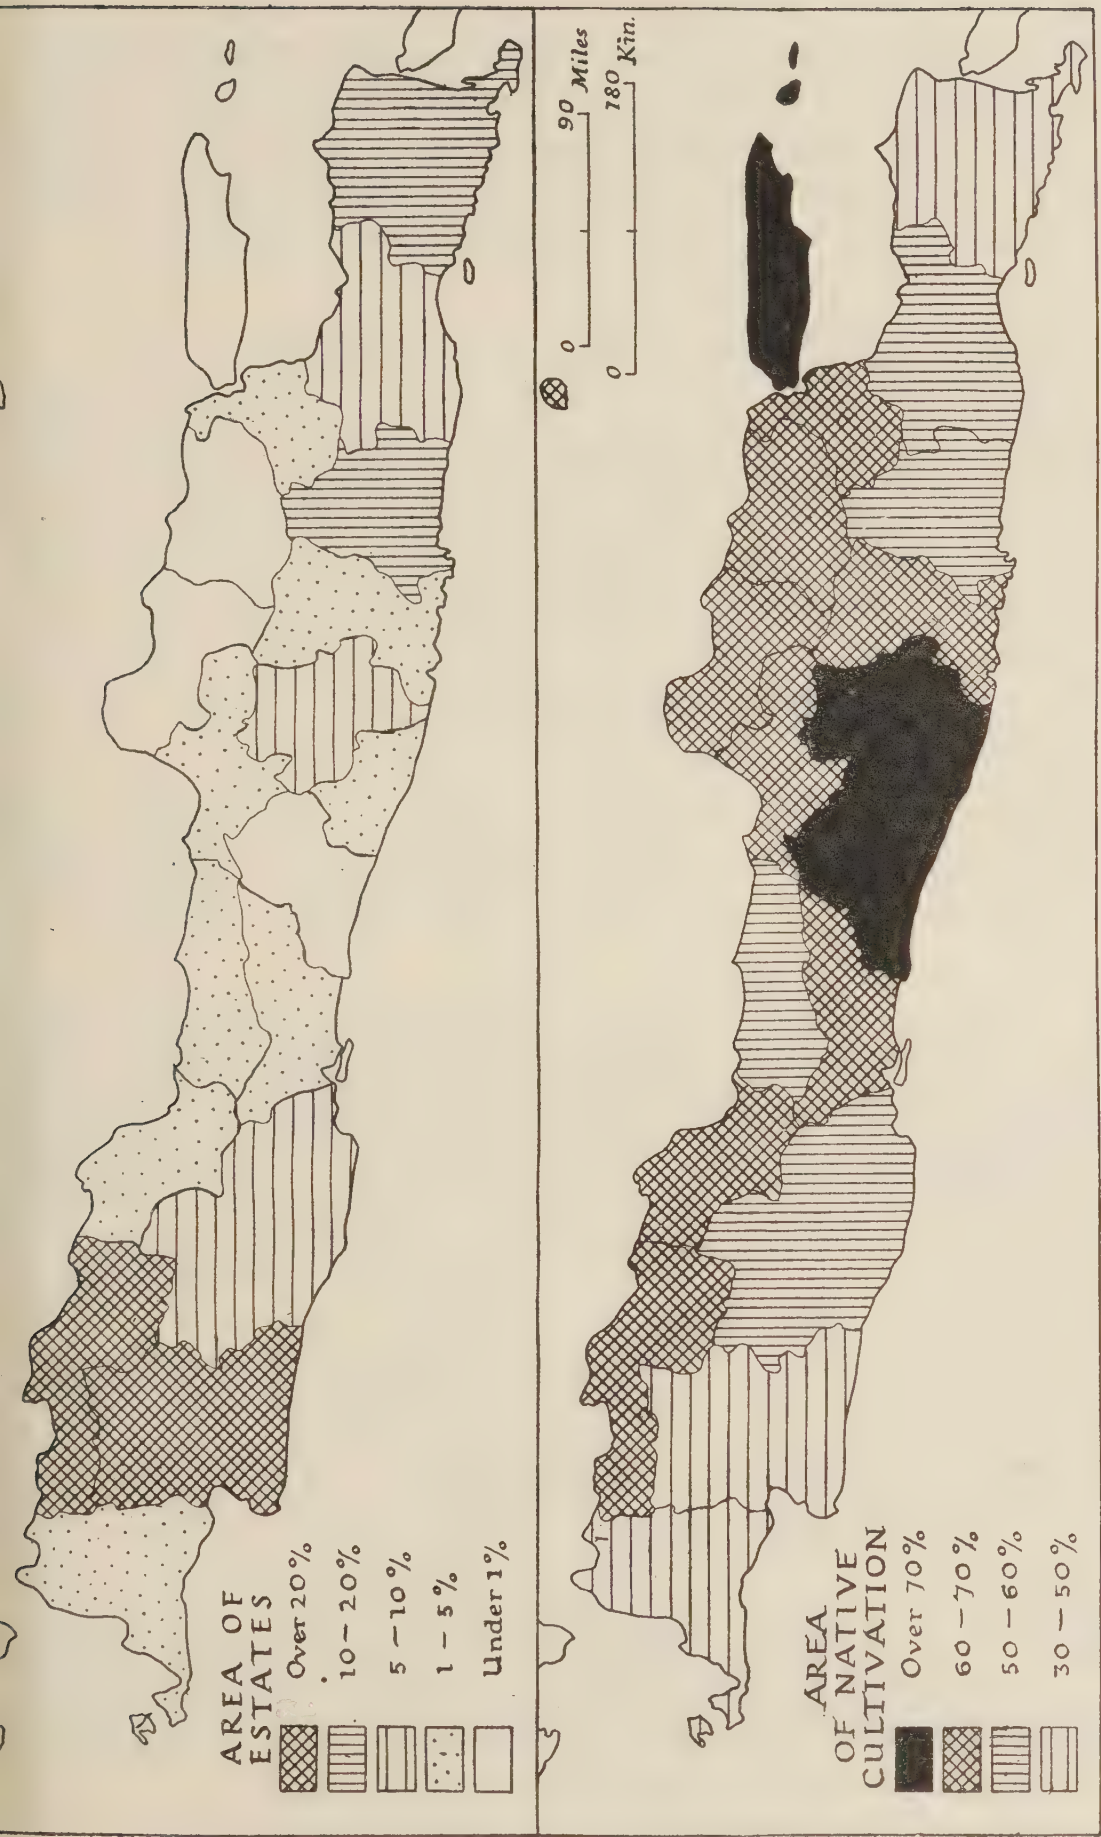 AREA OF
ESTATES
Over 20%
10 – 20%
5 – 10%
1 – 5%
Under 1%
90 Miles
0
180 Kin.
0
AREA
OF NATIVE
CULTIVATION
Over 70%
60 – 70%
50 – 60%
30 – 50%